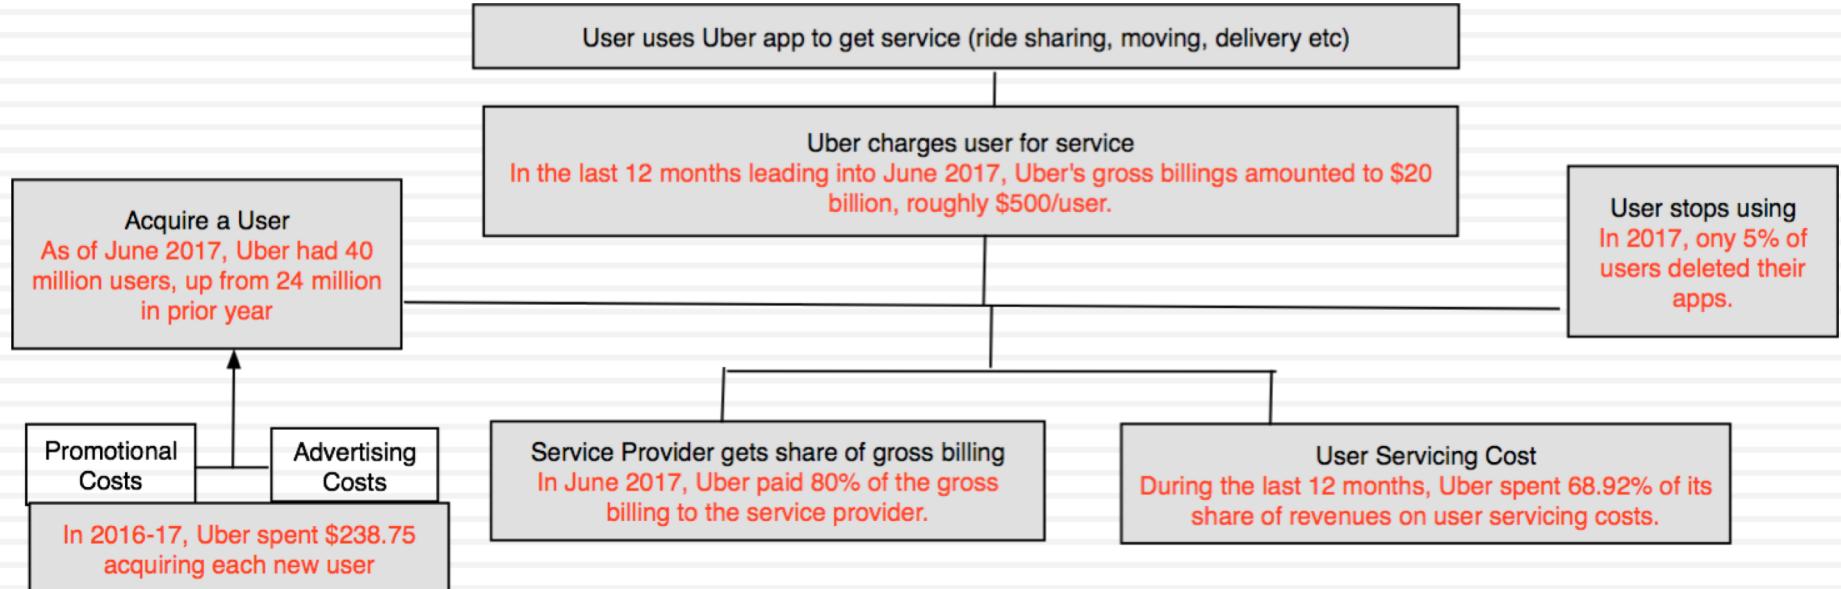 User uses Uber app to get service (ride sharing, moving, delivery etc)
Uber charges user for service
In the last 12 months leading into June 2017, Uber's gross billings amounted to $20
billion, roughly $500/user.
Acquire a User
As of June 2017, Uber had 40
million users, up from 24 million
in prior year
User stops using
In 2017, ony 5% of
users deleted their
apps.
Promotional
Costs
Advertising
Costs
In 2016-17, Uber spent $238.75
acquiring each new user
Service Provider gets share of gross billing
In June 2017, Uber paid 80% of the gross
billing to the service provider.
User Servicing Cost
During the last 12 months, Uber spent 68.92% of its
share of revenues on user servicing costs.